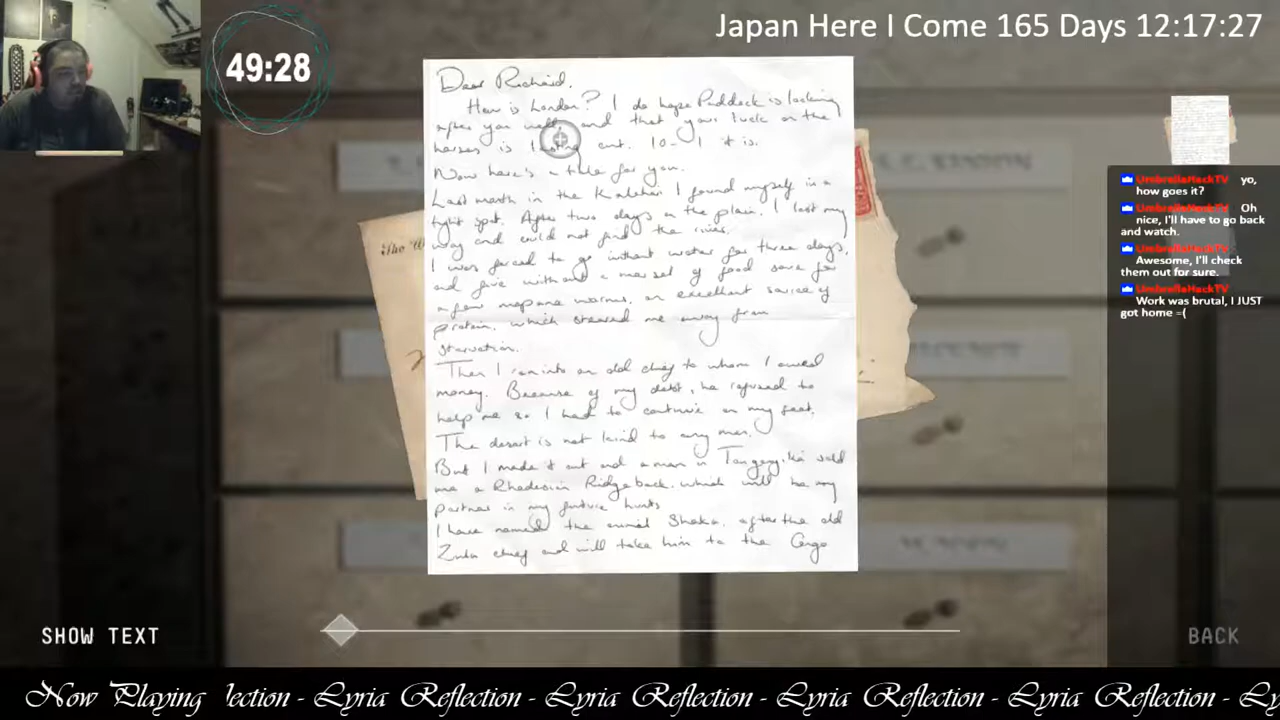 Japan Here I Come 165 Days 12:17:27
49:28
Dear Richard,
How is London? I do hope Puddock is looking
after you well and that your luck on the
horses is out. 10-1 it is.
Now here's a tale for you.
Last month in the Kalahari I found myself in a
tight spot. After two days on the plain, I lost my
way and could not find the river.
I was forced to go without water for three days,
and five without a morsel of food save for
a few mopane worms, an excellent source of
protein, which steered me away from
starvation.
Then I ran into an old chief to whom I owed
money. Because of my debt, he refused to
help me so I had to continue on my feet.
The desert is not kind to any man.
But I made it out and a man in Tanganyika sold
me a Rhodesian Ridgeback, which will be my
partner in my future hunts
I have named the animal Shaka, after the old
Zulu chief and will take him to the Congo
UmbrellaHackTV yo,
how goes it?
UmbrellaHackTV Oh
nice, I'll have to go back
and watch.
UmbrellaHackTV
Awesome, I'll check
them out for sure.
UmbrellaHackTV
Work was brutal, I JUST
got home =(
SHOW TEXT
BACK
Now Playing lection - Lyria Reflection - Lyria Reflection - Lyria Reflection - Ly